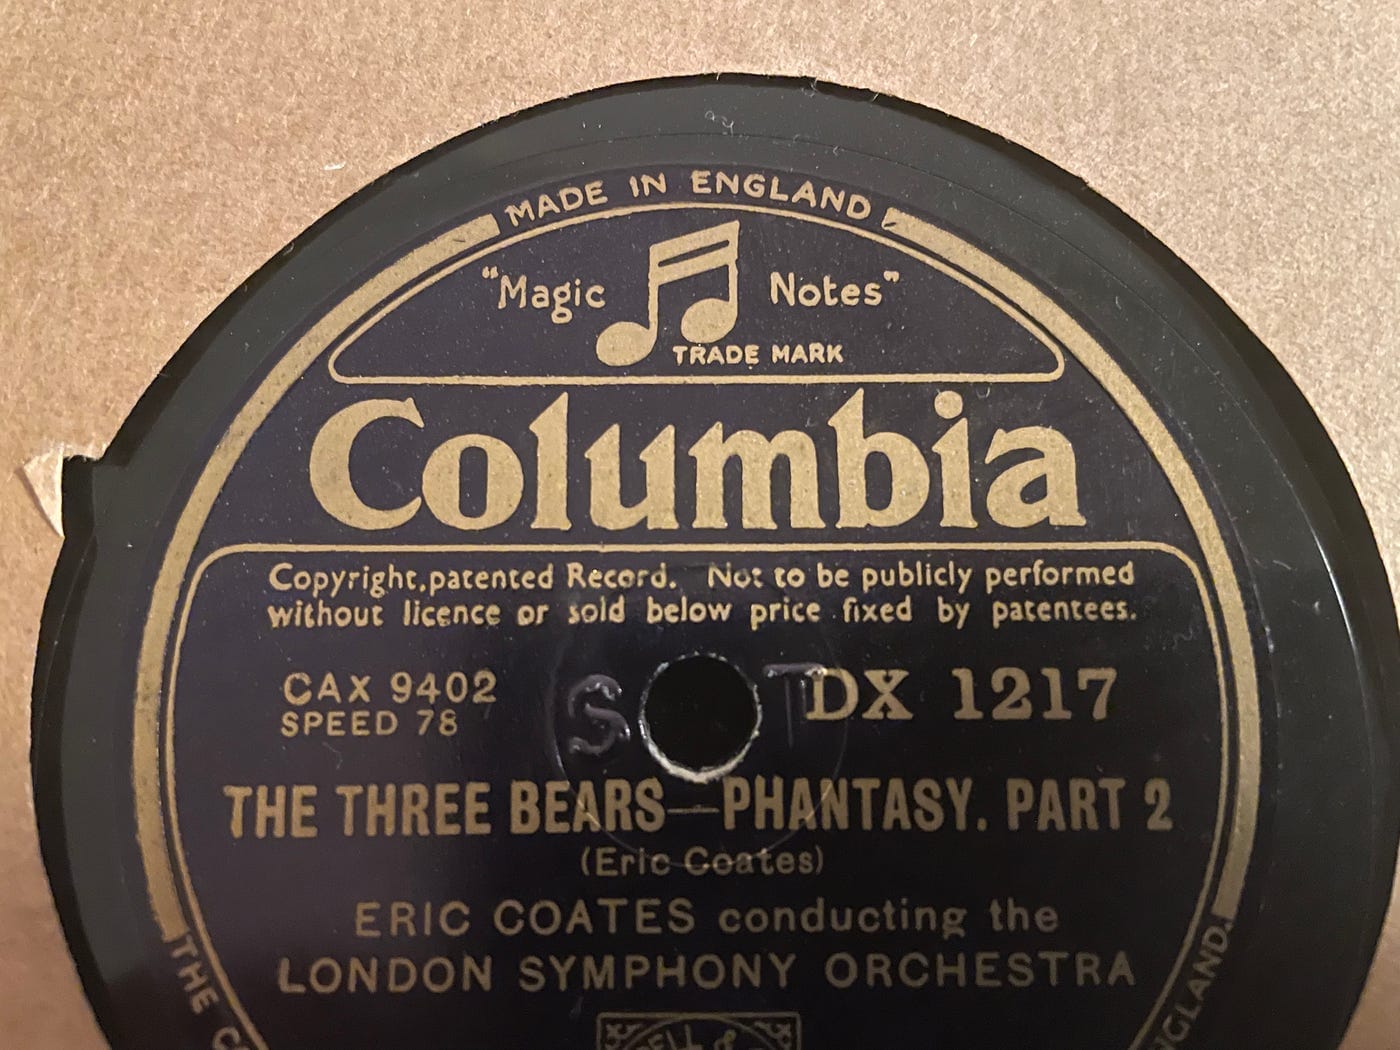 MADE IN ENGLAND
"Magic Notes"
TRADE MARK
Columbia
Copyright, patented Record. Not to be publicly performed
without licence or sold below price fixed by patentees.
CAX 9402
SPEED 78
S T
DX 1217
THE THREE BEARS—PHANTASY. PART 2
(Eric Coates)
ERIC COATES conducting the
LONDON SYMPHONY ORCHESTRA
THE